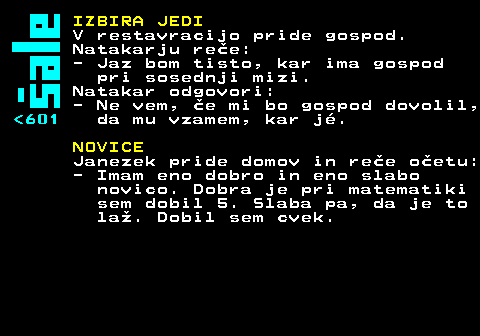 Šale
<601
IZBIRA JEDI
V restavracijo pride gospod.
Natakarju reče:
- Jaz bom tisto, kar ima gospod
pri sosednji mizi.
Natakar odgovori:
- Ne vem, če mi bo gospod dovolil,
da mu vzamem, kar jé.
NOVICE
Janezek pride domov in reče očetu:
- Imam eno dobro in eno slabo
novico. Dobra je pri matematiki
sem dobil 5. Slaba pa, da je to
laž. Dobil sem cvek.